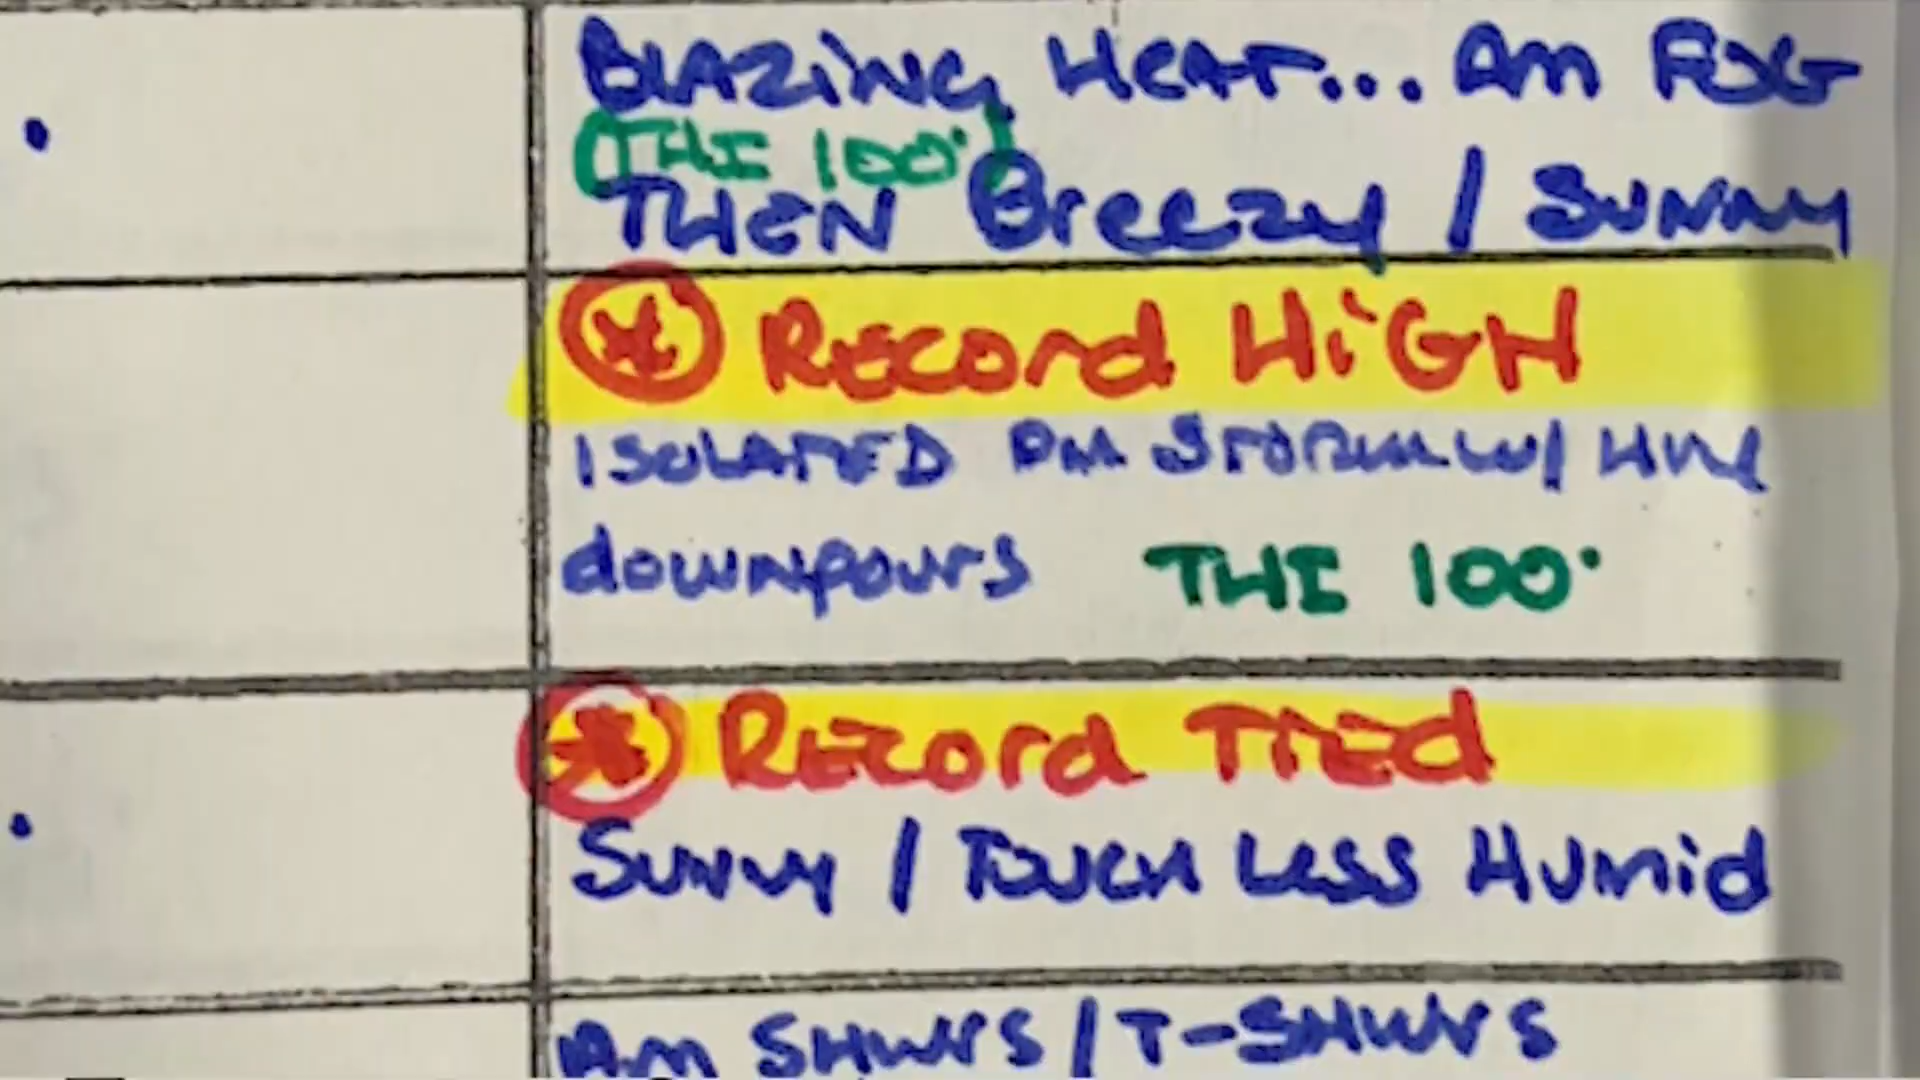 BLAZING HEAT... AM FOG
(THI 100°)
THEN Breezy / SUNNY
RECORD HIGH
ISOLATED PM STORM W/ HVY
downpours THI 100°
RECORD TIED
SUNNY / TOUCH LESS HUMID
AM SHWRS / T-SHWRS